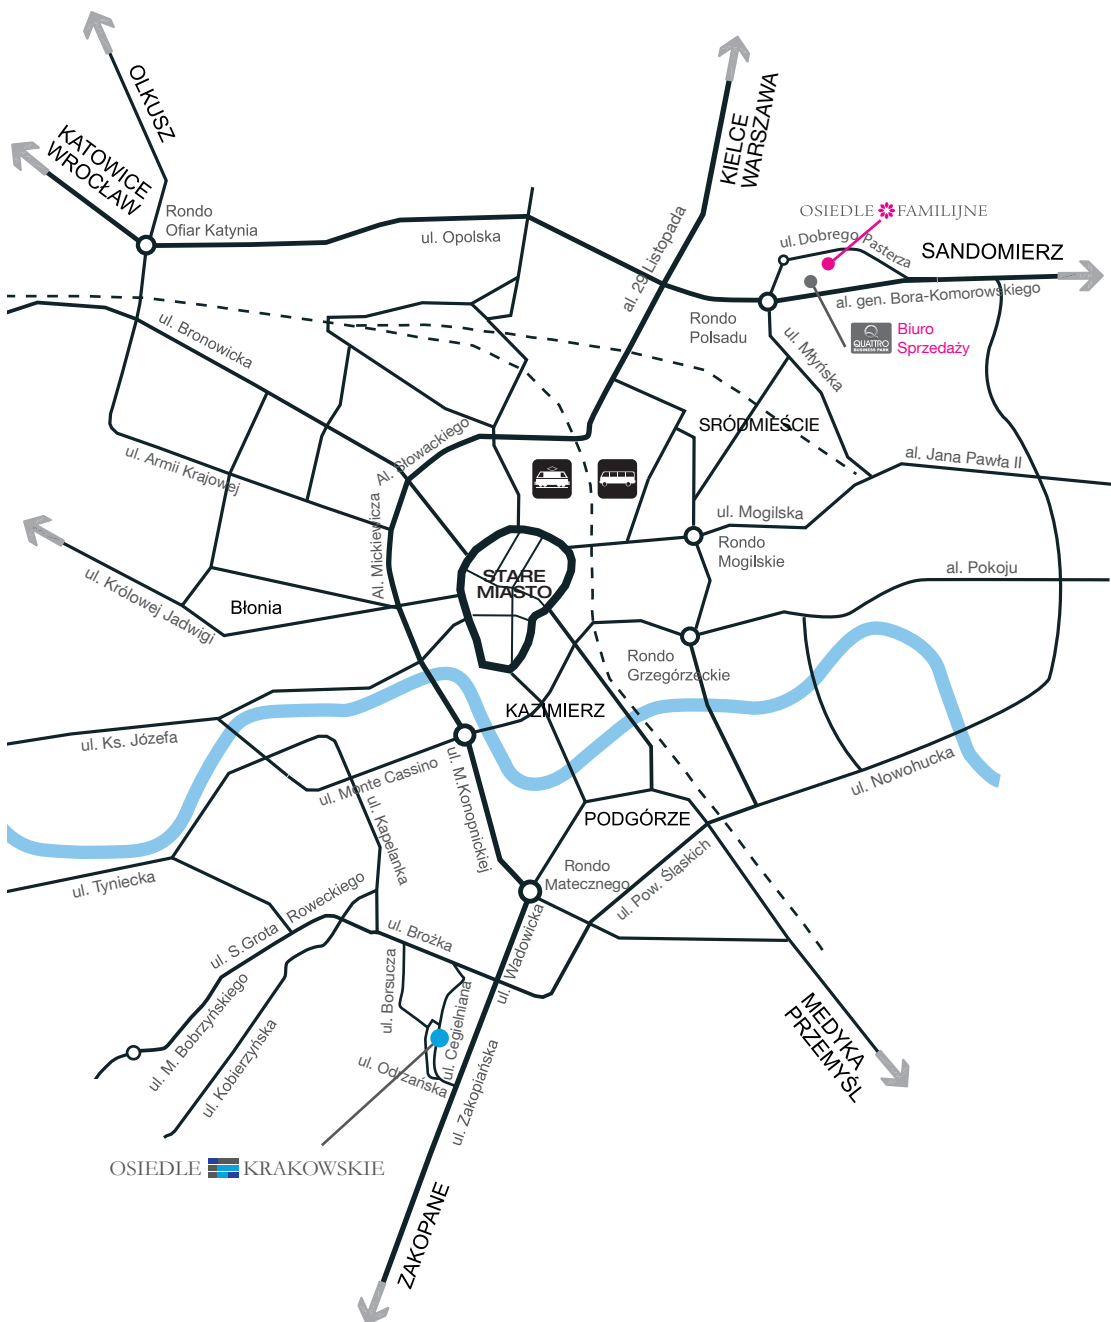 OLKUSZ
KATOWICE
WROCŁAW
KIELCE
WARSZAWA
Rondo
Ofiar Katynia
ul. Opolska
al. 29 Listopada
OSIEDLE FAMILIJNE
ul. Dobrego Pasterza
SANDOMIERZ
al. gen. Bora-Komorowskiego
Rondo
Polsadu
QUATTRO
BUSINESS PARK
Biuro
Sprzedaży
ul. Bronowicka
ul. Młyńska
SRÓDMIEŚCIE
Al. Słowackiego
ul. Armii Krajowej
al. Jana Pawła II
Al. Mickiewicza
ul. Mogilska
Rondo
Mogilskie
al. Pokoju
STARE
MIASTO
ul. Królowej Jadwigi
Błonia
Rondo
Grzegórzeckie
KAZIMIERZ
ul. Ks. Józefa
ul. Monte Cassino
ul. M.Konopnickiej
ul. Nowohucka
ul. Kapelanka
PODGÓRZE
ul. Tyniecka
Rondo
Matecznego
ul. Pow. Śląskich
ul. S.Grota Roweckiego
ul. Brożka
ul. Wadowicka
ul. M. Bobrzyńskiego
ul. Borsucza
ul. Cegielniana
ul. Kobierzyńska
ul. Odrzańska
ul. Zakopiańska
MEDYKA
PRZEMYŚL
OSIEDLE KRAKOWSKIE
ZAKOPANE